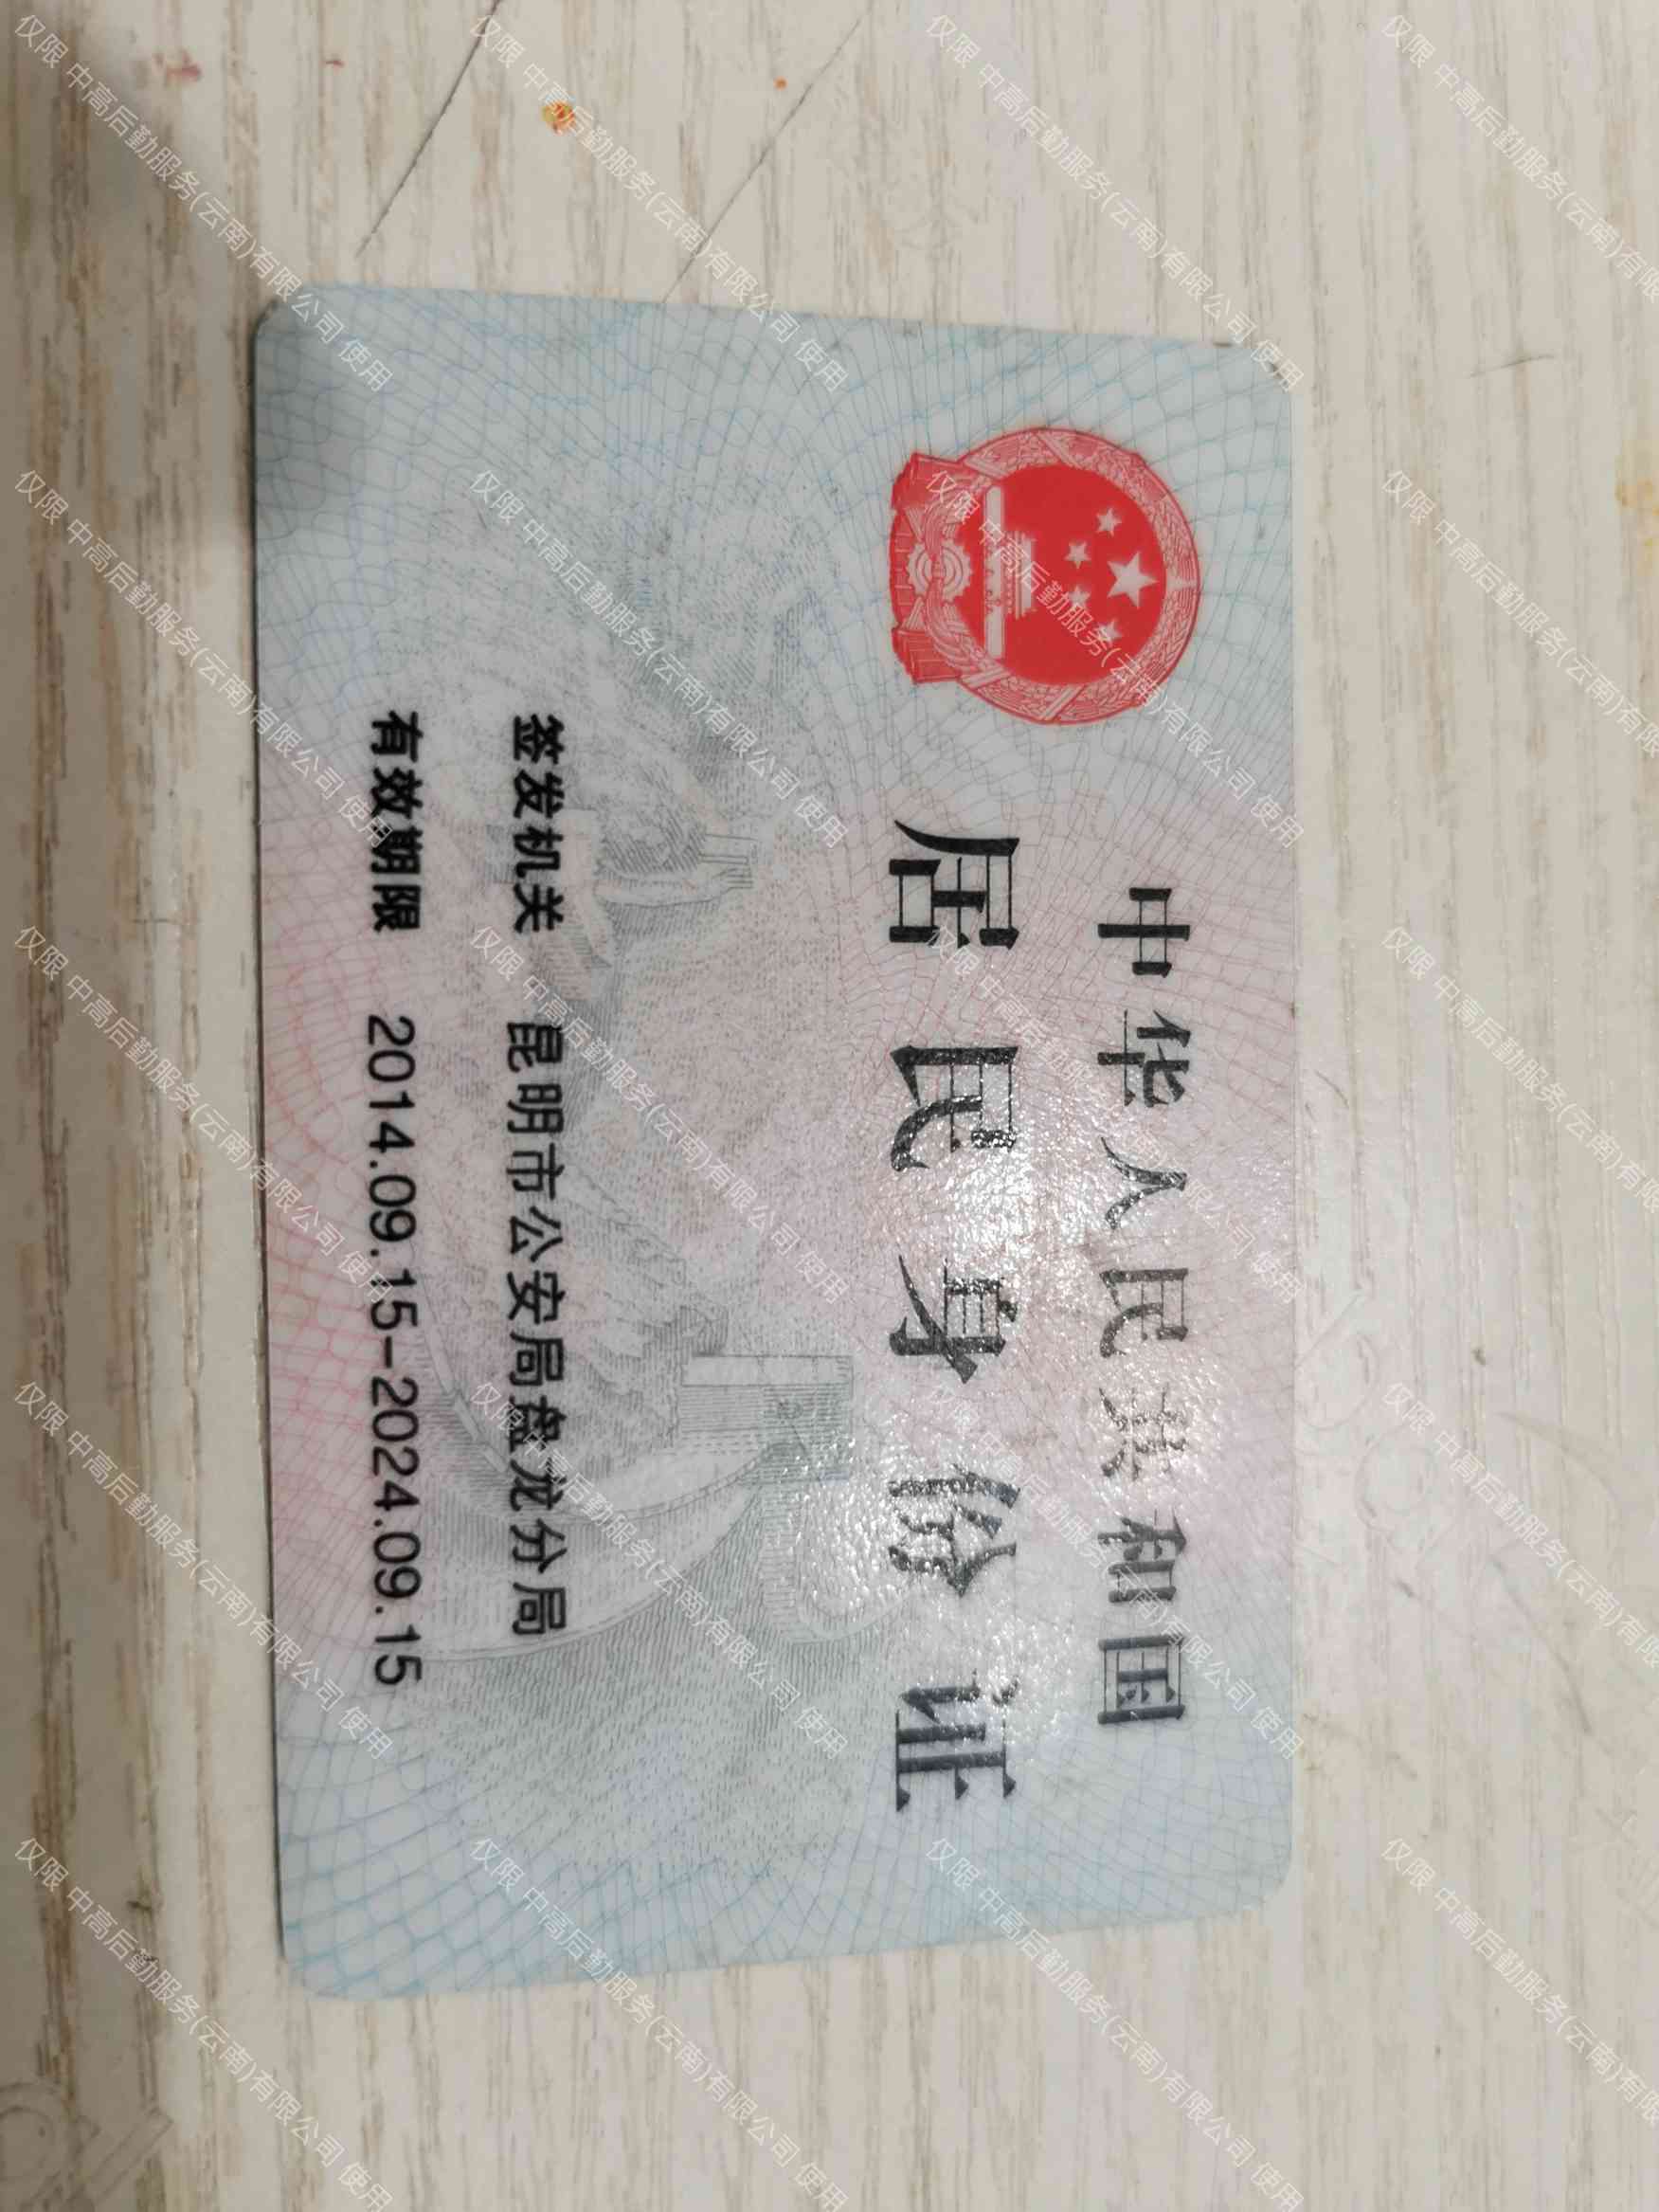 中华人民共和国
居民身份证
签发机关 昆明市公安局盘龙分局
有效期限 2014.09.15-2024.09.15
仅限 中高后勤服务(云南)有限公司 使用